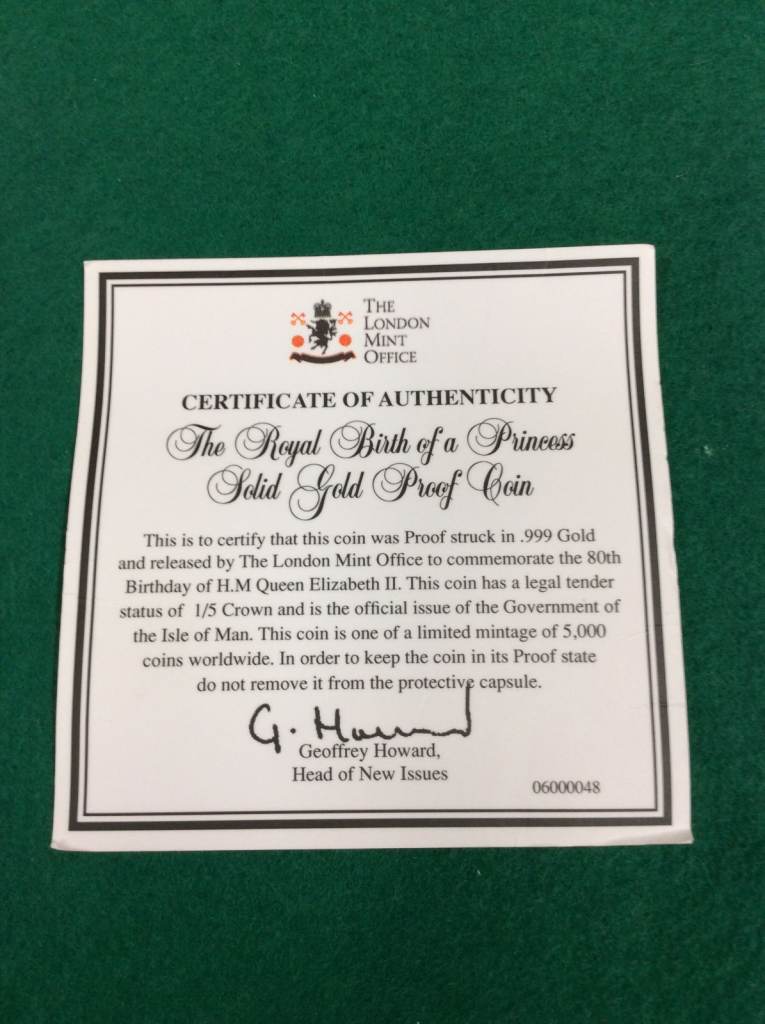 THE
LONDON
MINT
OFFICE
CERTIFICATE OF AUTHENTICITY
The Royal Birth of a Princess
Solid Gold Proof Coin
This is to certify that this coin was Proof struck in .999 Gold
and released by The London Mint Office to commemorate the 80th
Birthday of H.M Queen Elizabeth II. This coin has a legal tender
status of 1/5 Crown and is the official issue of the Government of
the Isle of Man. This coin is one of a limited mintage of 5,000
coins worldwide. In order to keep the coin in its Proof state
do not remove it from the protective capsule.
G. Howard
Geoffrey Howard,
Head of New Issues
06000048